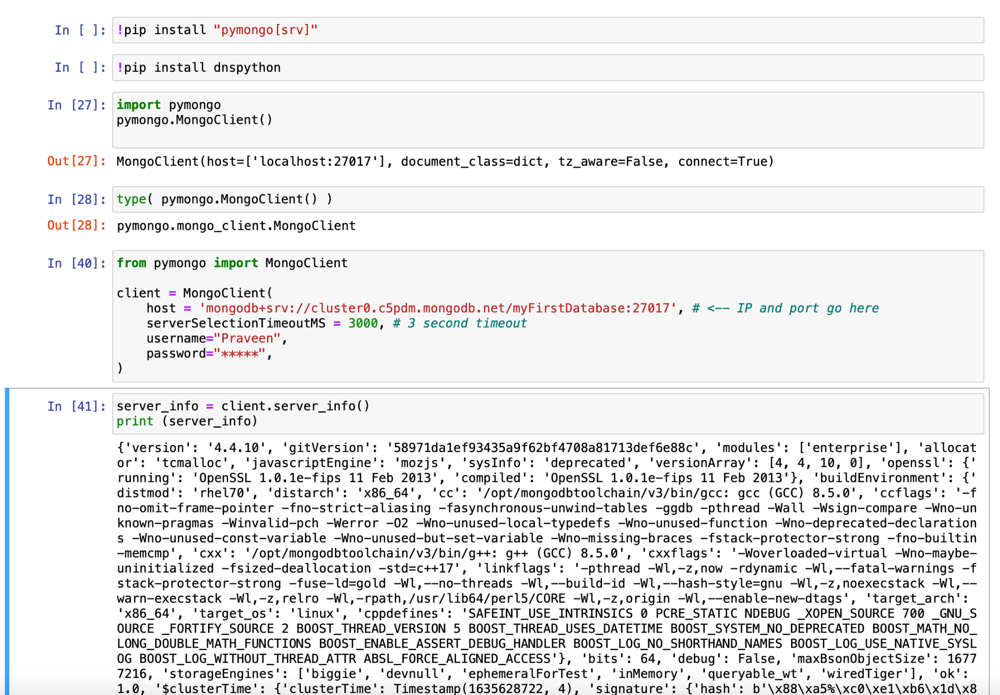 In [ ]: !pip install "pymongo[srv]"
In [ ]: !pip install dnspython
In [27]: import pymongo
pymongo.MongoClient()
Out[27]: MongoClient(host=['localhost:27017'], document_class=dict, tz_aware=False, connect=True)
In [28]: type( pymongo.MongoClient() )
Out[28]: pymongo.mongo_client.MongoClient
In [40]: from pymongo import MongoClient
client = MongoClient(
host = 'mongodb+srv://cluster0.c5pdm.mongodb.net/myFirstDatabase:27017', # <-- IP and port go here
serverSelectionTimeoutMS = 3000, # 3 second timeout
username="Praveen",
password="*****",
)
In [41]: server_info = client.server_info()
print (server_info)
{'version': '4.4.10', 'gitVersion': '58971da1ef93435a9f62bf4708a81713def6e88c', 'modules': ['enterprise'], 'allocat
or': 'tcmalloc', 'javascriptEngine': 'mozjs', 'sysInfo': 'deprecated', 'versionArray': [4, 4, 10, 0], 'openssl': {'
running': 'OpenSSL 1.0.1e-fips 11 Feb 2013', 'compiled': 'OpenSSL 1.0.1e-fips 11 Feb 2013'}, 'buildEnvironment': {'
distmod': 'rhel70', 'distarch': 'x86_64', 'cc': '/opt/mongodbtoolchain/v3/bin/gcc: gcc (GCC) 8.5.0', 'ccflags': '-f
no-omit-frame-pointer -fno-strict-aliasing -fasynchronous-unwind-tables -ggdb -pthread -Wall -Wsign-compare -Wno-un
known-pragmas -Winvalid-pch -Werror -O2 -Wno-unused-local-typedefs -Wno-unused-function -Wno-deprecated-declaration
s -Wno-unused-const-variable -Wno-unused-but-set-variable -Wno-missing-braces -fstack-protector-strong -fno-builtin
-memcmp', 'cxx': '/opt/mongodbtoolchain/v3/bin/g++: g++ (GCC) 8.5.0', 'cxxflags': '-Woverloaded-virtual -Wno-maybe-
uninitialized -fsized-deallocation -std=c++17', 'linkflags': '-pthread -Wl,-z,now -rdynamic -Wl,--fatal-warnings -f
stack-protector-strong -fuse-ld=gold -Wl,--no-threads -Wl,--build-id -Wl,--hash-style=gnu -Wl,-z,noexecstack -Wl,--
warn-execstack -Wl,-z,relro -Wl,-rpath,/usr/lib64/perl5/CORE -Wl,-z,origin -Wl,--enable-new-dtags', 'target_arch':
'x86_64', 'target_os': 'linux', 'cppdefines': 'SAFEINT_USE_INTRINSICS 0 PCRE_STATIC NDEBUG _XOPEN_SOURCE 700 _GNU_S
OURCE _FORTIFY_SOURCE 2 BOOST_THREAD_VERSION 5 BOOST_THREAD_USES_DATETIME BOOST_SYSTEM_NO_DEPRECATED BOOST_MATH_NO_
LONG_DOUBLE_MATH_FUNCTIONS BOOST_ENABLE_ASSERT_DEBUG_HANDLER BOOST_LOG_NO_SHORTHAND_NAMES BOOST_LOG_USE_NATIVE_SYSL
OG BOOST_LOG_WITHOUT_THREAD_ATTR ABSL_FORCE_ALIGNED_ACCESS'}, 'bits': 64, 'debug': False, 'maxBsonObjectSize': 1677
7216, 'storageEngines': ['biggie', 'devnull', 'ephemeralForTest', 'inMemory', 'queryable_wt', 'wiredTiger'], 'ok':
1.0, '$clusterTime': {'clusterTime': Timestamp(1635628722, 4), 'signature': {'hash': b'\x88\xa5%\xc0\xe1\xb6\x1d\x8